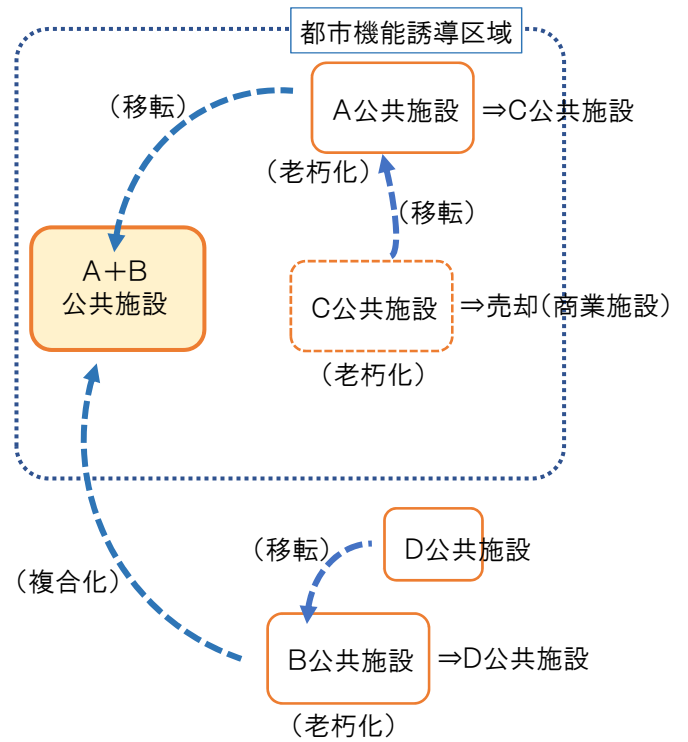 都市機能誘導区域
（移転）
A公共施設
⇒C公共施設
（老朽化）
（移転）
A＋B
公共施設
C公共施設
⇒売却（商業施設）
（老朽化）
（移転）
D公共施設
（複合化）
B公共施設
⇒D公共施設
（老朽化）